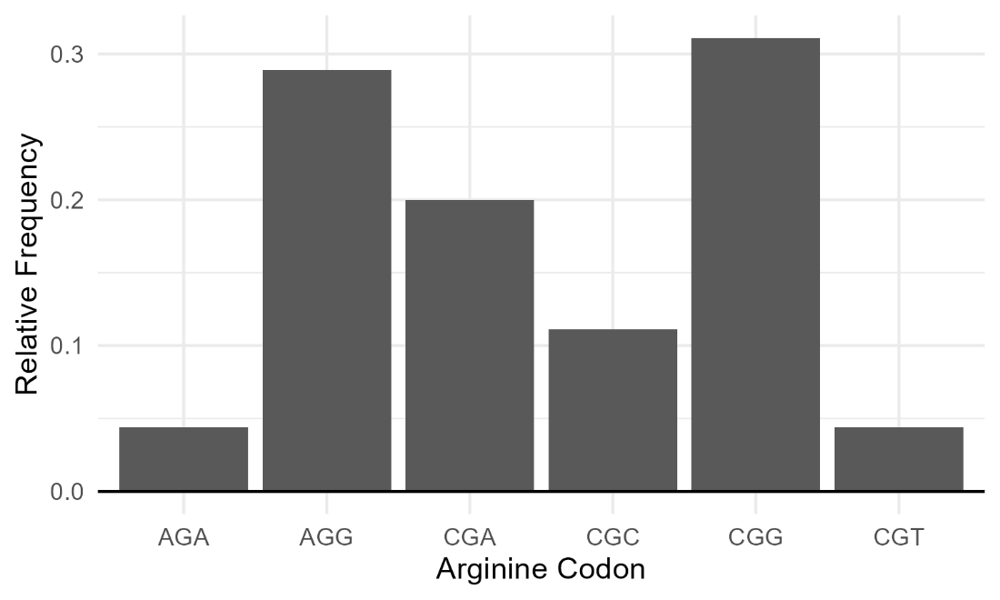 Relative Frequency
0.3
0.2
0.1
0.0
AGA AGG CGA CGC CGG CGT
Arginine Codon